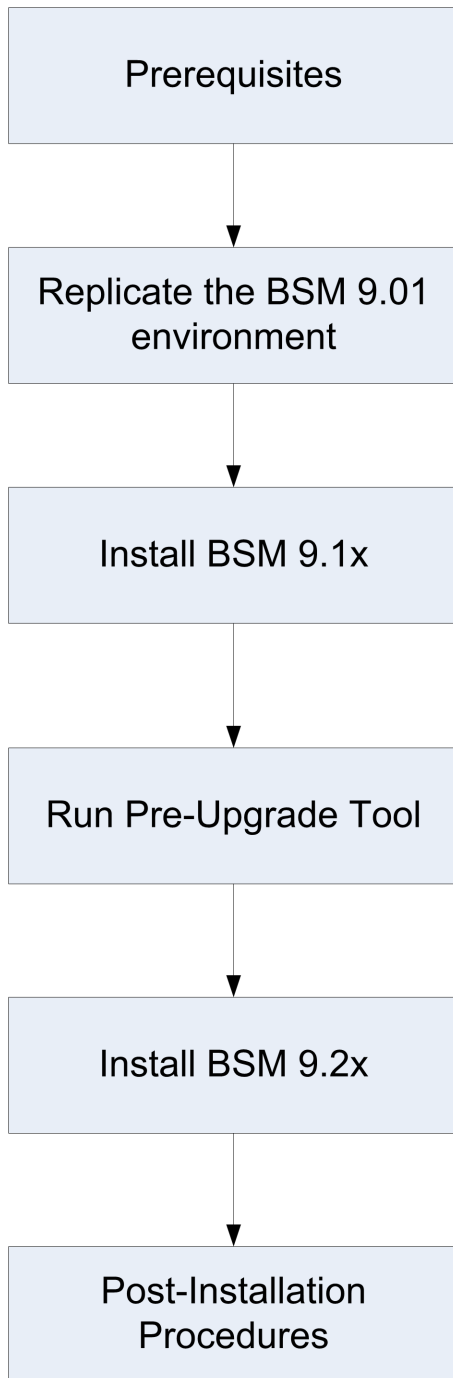 Prerequisites
Replicate the BSM 9.01
environment
Install BSM 9.1x
Run Pre-Upgrade Tool
Install BSM 9.2x
Post-Installation
Procedures